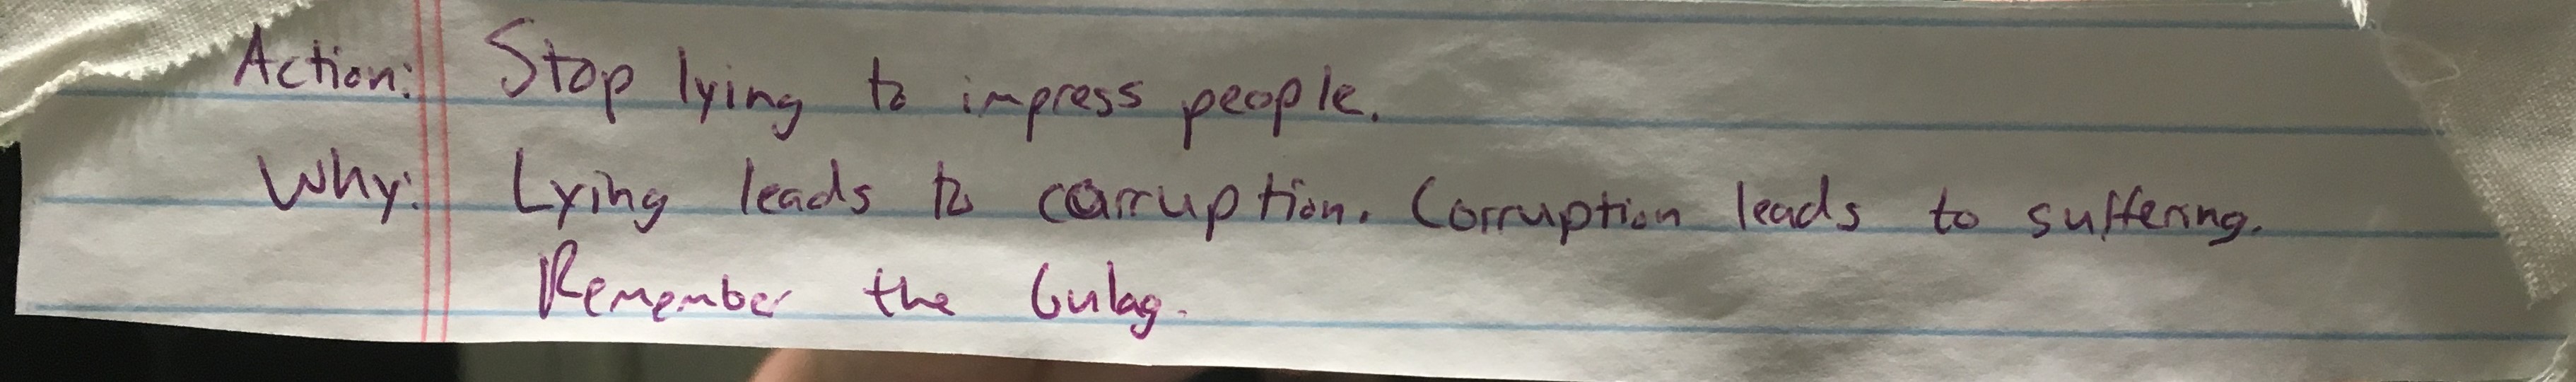 Action: Stop lying to impress people.
Why: Lying leads to corruption. Corruption leads to suffering.
Remember the Gulag.